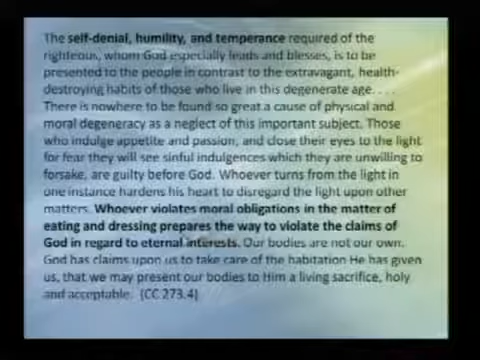 The self-denial, humility, and temperance required of the
righteous, whom God especially leads and blesses, is to be
presented to the people in contrast to the extravagant, health-
destroying habits of those who live in this degenerate age. . . .
There is nowhere to be found so great a cause of physical and
moral degeneracy as a neglect of this important subject. Those
who indulge appetite and passion, and close their eyes to the light
for fear they will see sinful indulgences which they are unwilling to
forsake, are guilty before God. Whoever turns from the light in
one instance hardens his heart to disregard the light upon other
matters. Whoever violates moral obligations in the matter of
eating and dressing prepares the way to violate the claims of
God in regard to eternal interests. Our bodies are not our own.
God has claims upon us to take care of the habitation He has given
us, that we may present our bodies to Him a living sacrifice, holy
and acceptable. {CC 273.4}